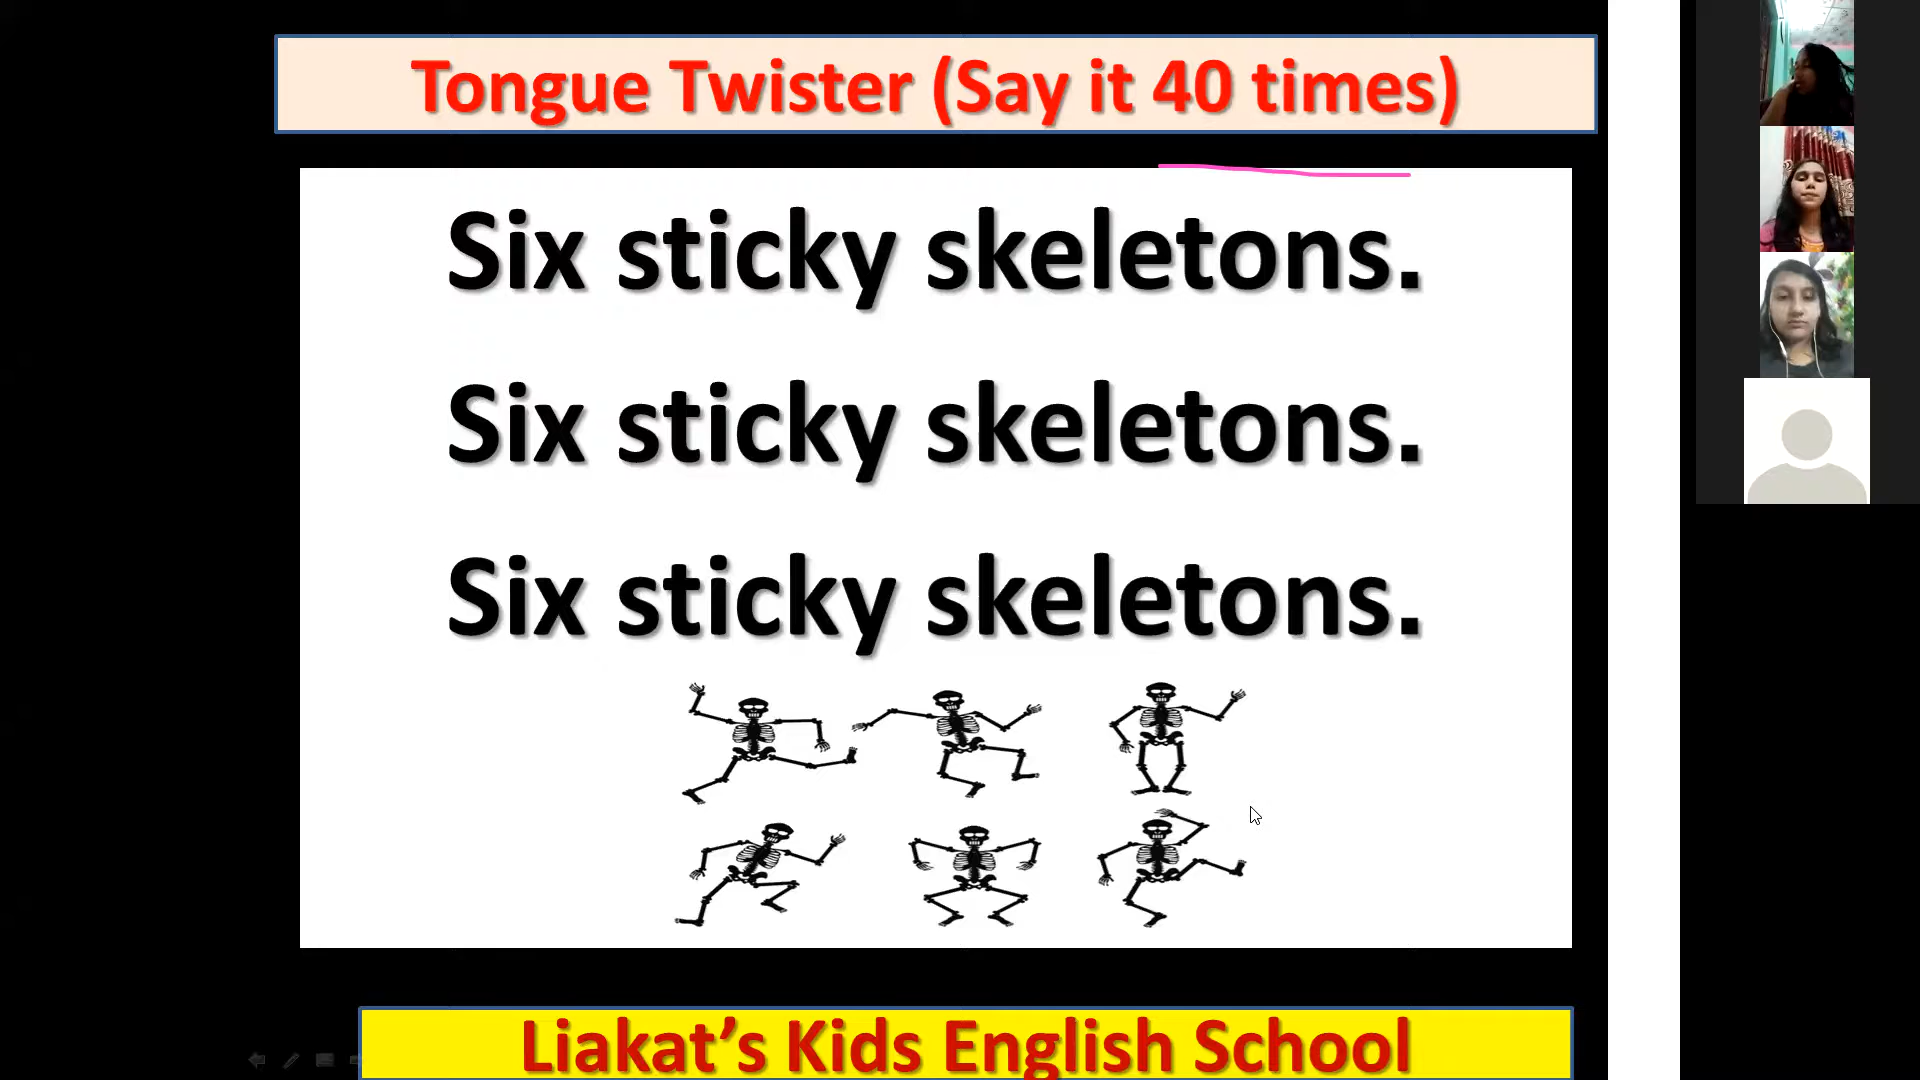 Tongue Twister (Say it 40 times)
Six sticky skeletons.
Six sticky skeletons.
Six sticky skeletons.
Liakat’s Kids English School